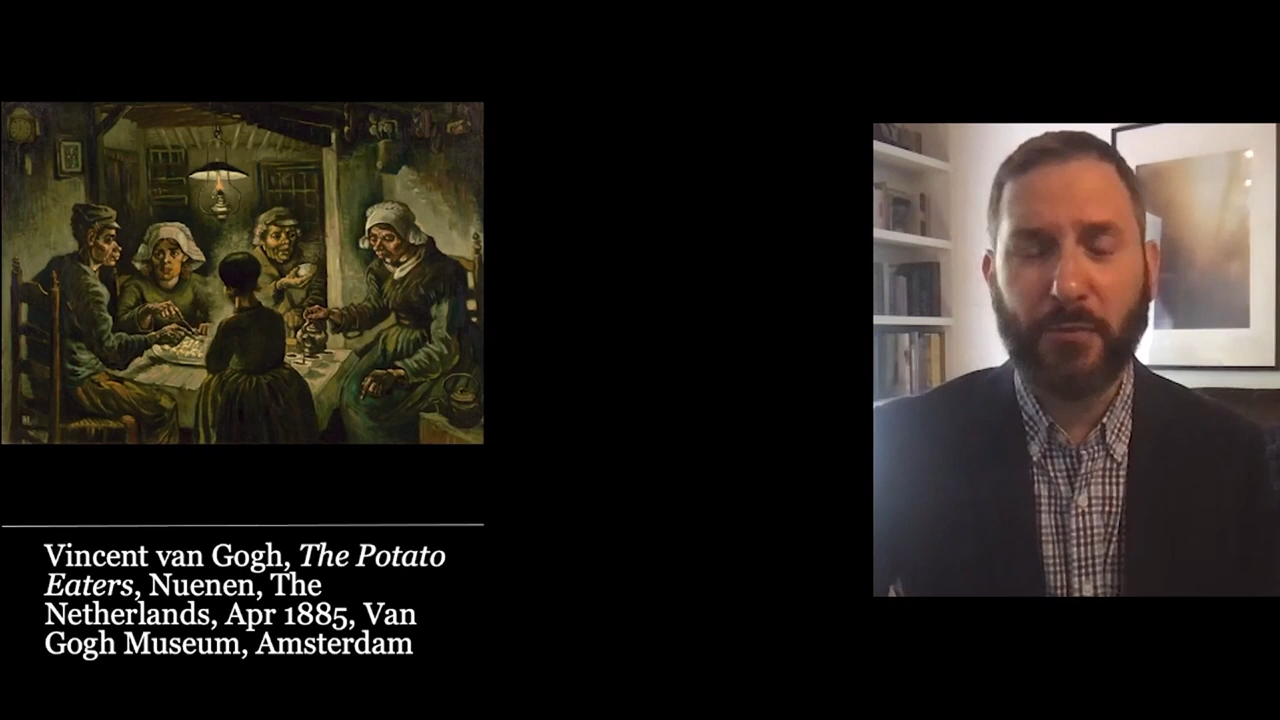 Vincent van Gogh, The Potato
Eaters, Nuenen, The
Netherlands, Apr 1885, Van
Gogh Museum, Amsterdam